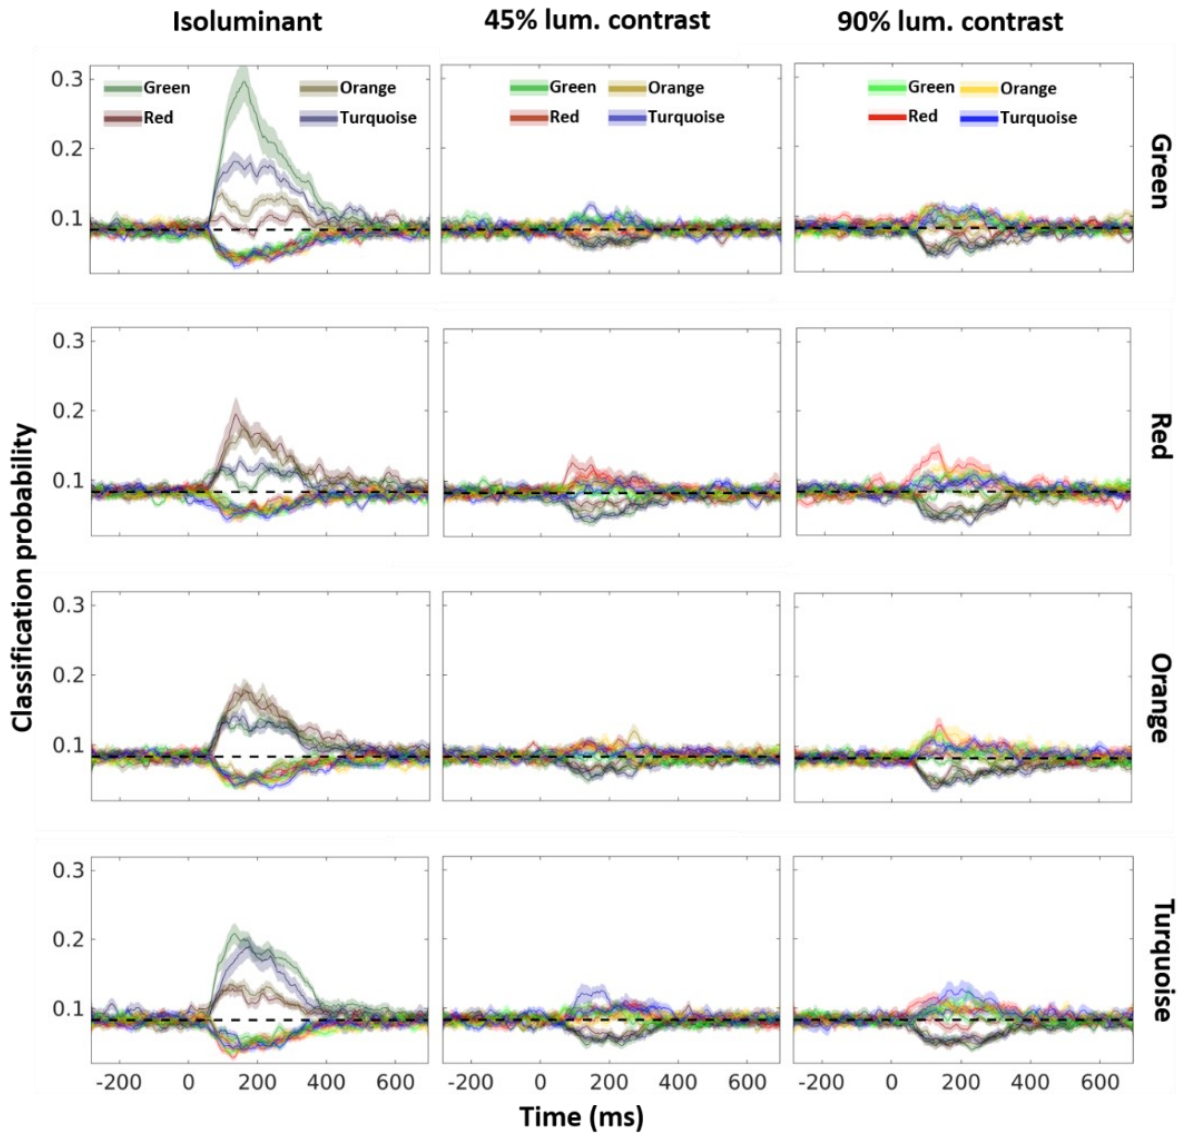 Isoluminant 45% lum. contrast 90% lum. contrast
0.3
Green Orange Green Orange Green Orange
Red Turquoise Red Turquoise Red Turquoise
0.2
0.1
Green
0.3
0.2
0.1
Red
0.3
0.2
0.1
Orange
0.3
0.2
0.1
Turquoise
Classification probability
-200 0 200 400 600 -200 0 200 400 600 -200 0 200 400 600
Time (ms)